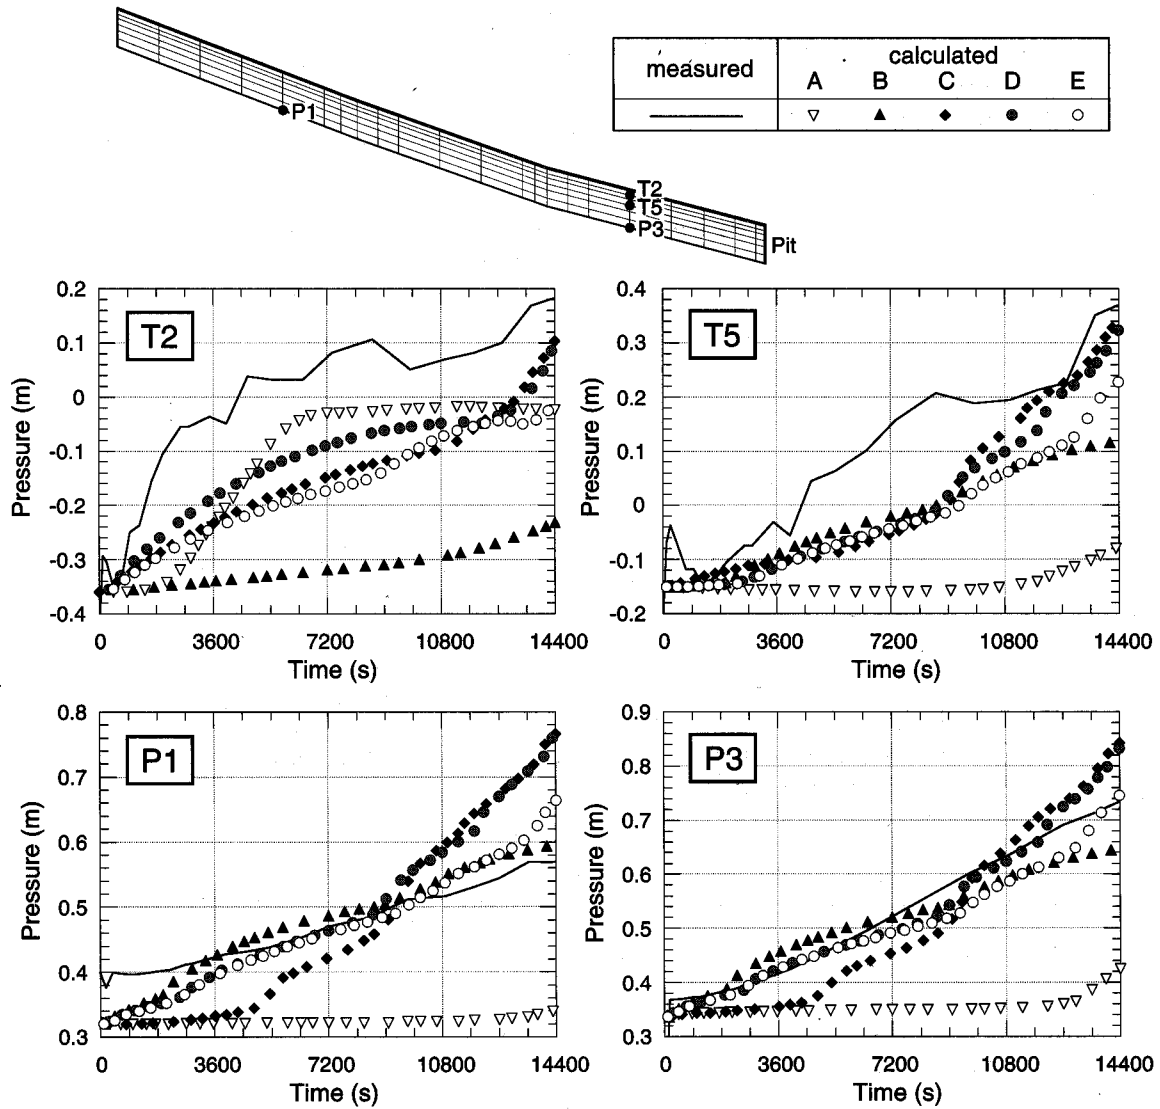 P1
T2
T5
P3
Pit
measured
calculated
A B C D E
T2
Pressure (m)
0.2
0.1
0
-0.1
-0.2
-0.3
-0.4
0 3600 7200 10800 14400
Time (s)
T5
Pressure (m)
0.4
0.3
0.2
0.1
0
-0.1
-0.2
0 3600 7200 10800 14400
Time (s)
P1
Pressure (m)
0.8
0.7
0.6
0.5
0.4
0.3
0 3600 7200 10800 14400
Time (s)
P3
Pressure (m)
0.9
0.8
0.7
0.6
0.5
0.4
0.3
0 3600 7200 10800 14400
Time (s)